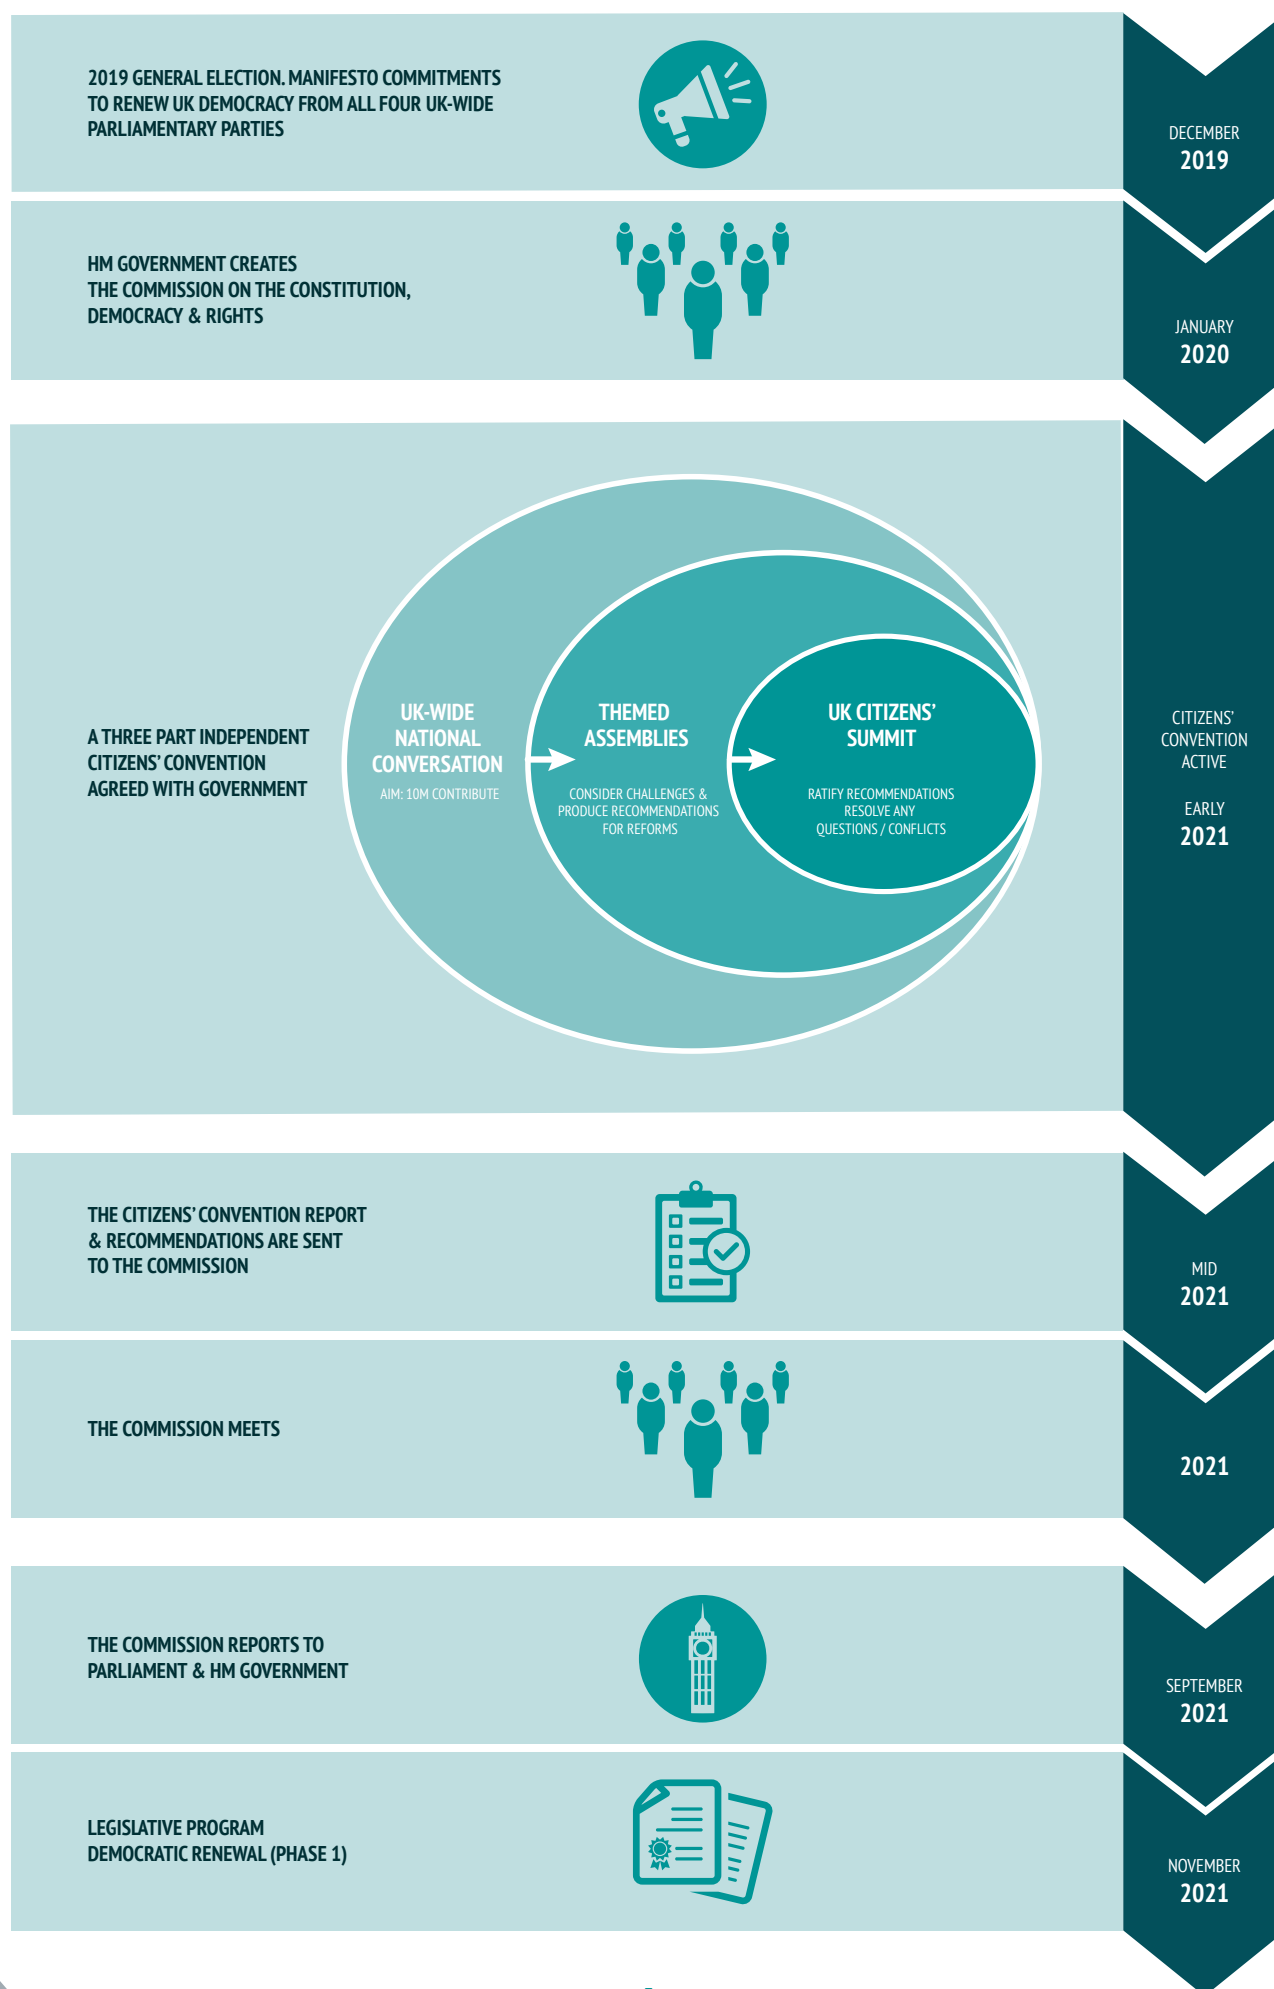 2019 GENERAL ELECTION. MANIFESTO COMMITMENTS
TO RENEW UK DEMOCRACY FROM ALL FOUR UK-WIDE
PARLIAMENTARY PARTIES
DECEMBER
2019
HM GOVERNMENT CREATES
THE COMMISSION ON THE CONSTITUTION,
DEMOCRACY & RIGHTS
JANUARY
2020
A THREE PART INDEPENDENT
CITIZENS' CONVENTION
AGREED WITH GOVERNMENT
UK-WIDE
NATIONAL
CONVERSATION
AIM: 10M CONTRIBUTE
THEMED
ASSEMBLIES
CONSIDER CHALLENGES &
PRODUCE RECOMMENDATIONS
FOR REFORMS
UK CITIZENS'
SUMMIT
RATIFY RECOMMENDATIONS
RESOLVE ANY
QUESTIONS / CONFLICTS
CITIZENS'
CONVENTION
ACTIVE
EARLY
2021
THE CITIZENS' CONVENTION REPORT
& RECOMMENDATIONS ARE SENT
TO THE COMMISSION
MID
2021
THE COMMISSION MEETS
2021
THE COMMISSION REPORTS TO
PARLIAMENT & HM GOVERNMENT
SEPTEMBER
2021
LEGISLATIVE PROGRAM
DEMOCRATIC RENEWAL (PHASE 1)
NOVEMBER
2021